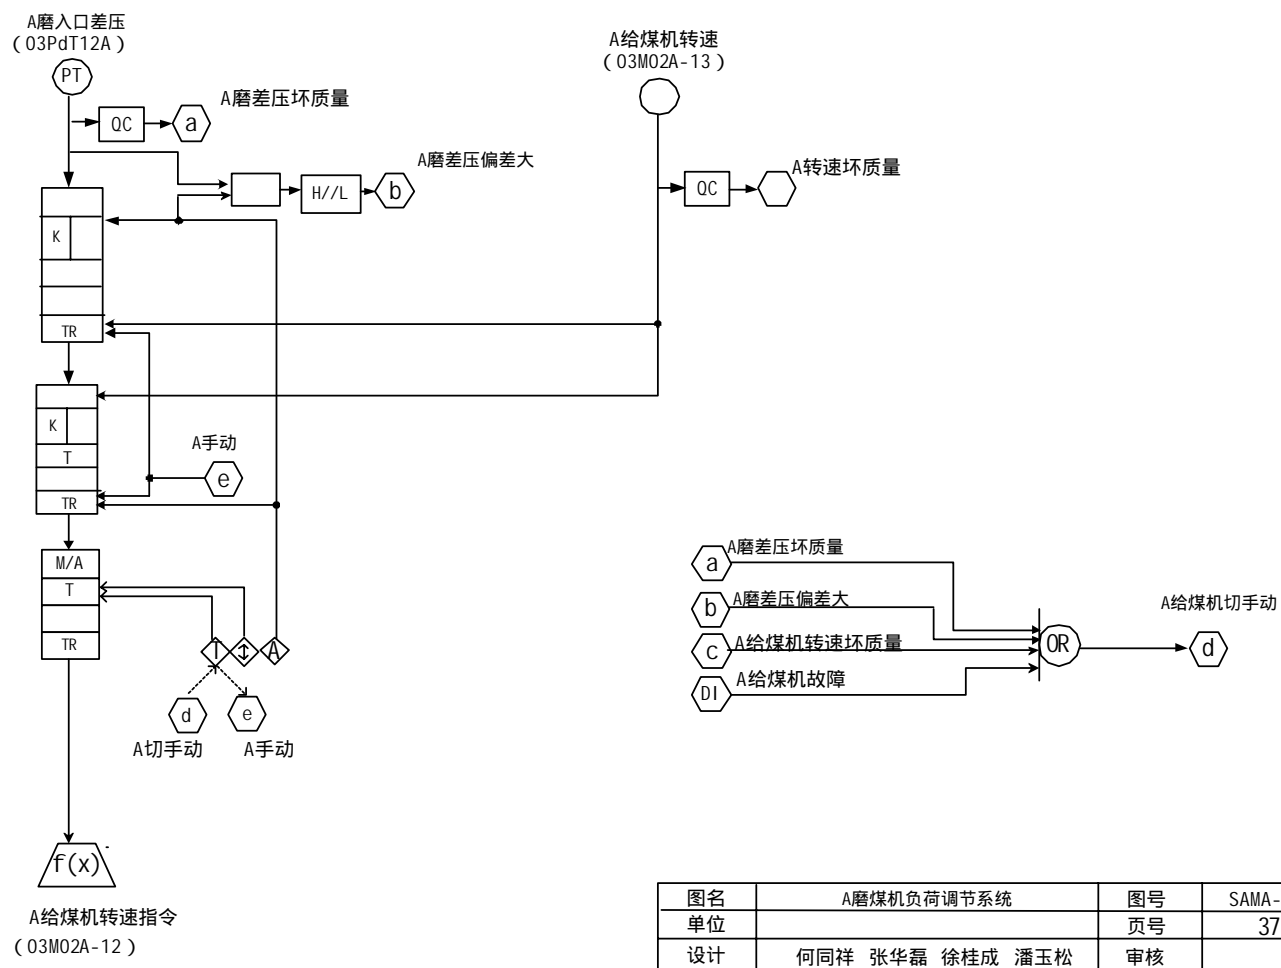 A磨入口差压
(03PdT12A)
PT
QC
a
A磨差压坏质量
H//L
b
A磨差压偏差大
A给煤机转速
(03M02A-13)
QC
A转速坏质量
K
TR
K
T
TR
A手动
e
M/A
T
TR
T
A
d
e
A切手动
A手动
f(x)
A给煤机转速指令
(03M02A-12)
a
A磨差压坏质量
b
A磨差压偏差大
c
A给煤机转速坏质量
DI
A给煤机故障
OR
A给煤机切手动
d
图名 A磨煤机负荷调节系统 图号 SAMA-
单位 页号 37
设计 何同祥 张华磊 徐桂成 潘玉松 审核